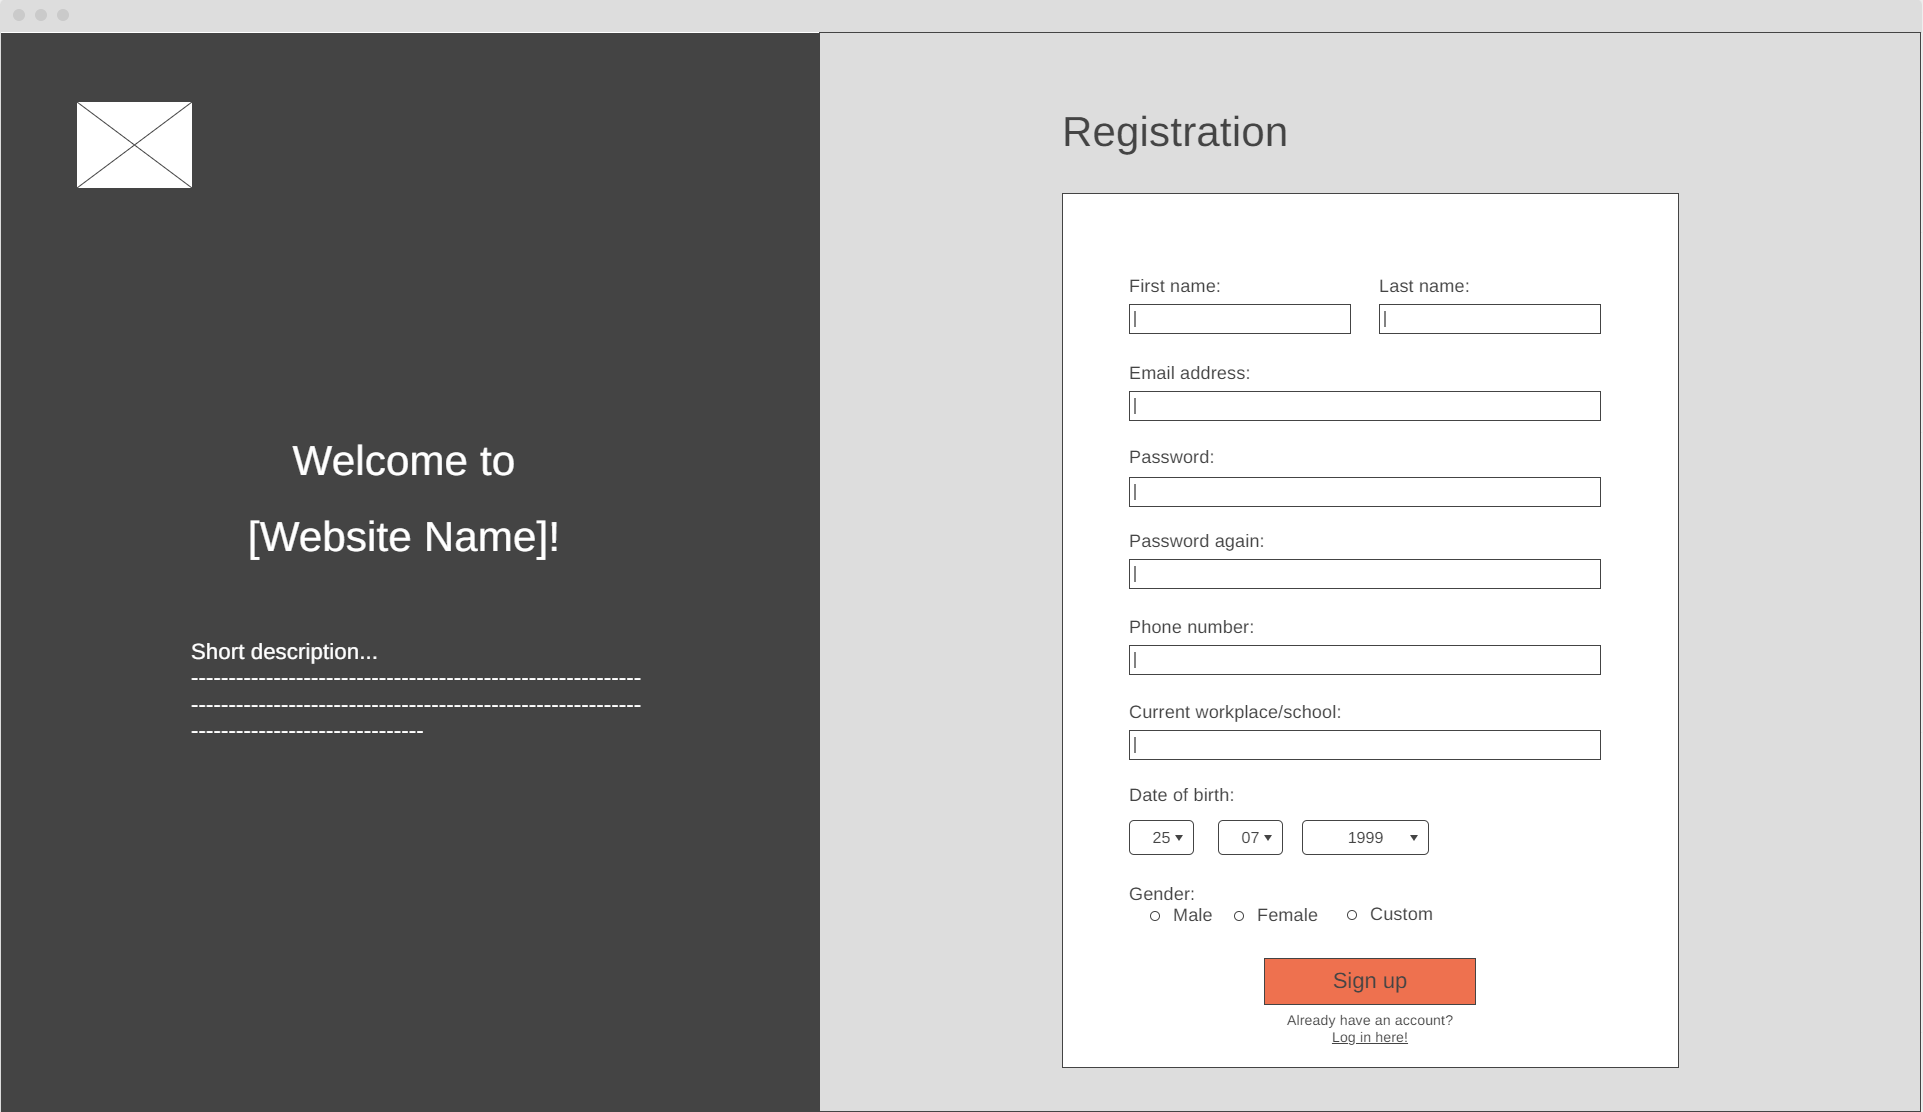 Welcome to
[Website Name]!
Short description...
------------------------------------------------------------
------------------------------------------------------------
-------------------------------
Registration
First name:
Last name:
Email address:
Password:
Password again:
Phone number:
Current workplace/school:
Date of birth:
25 07 1999
Gender:
Male Female Custom
Sign up
Already have an account?
Log in here!